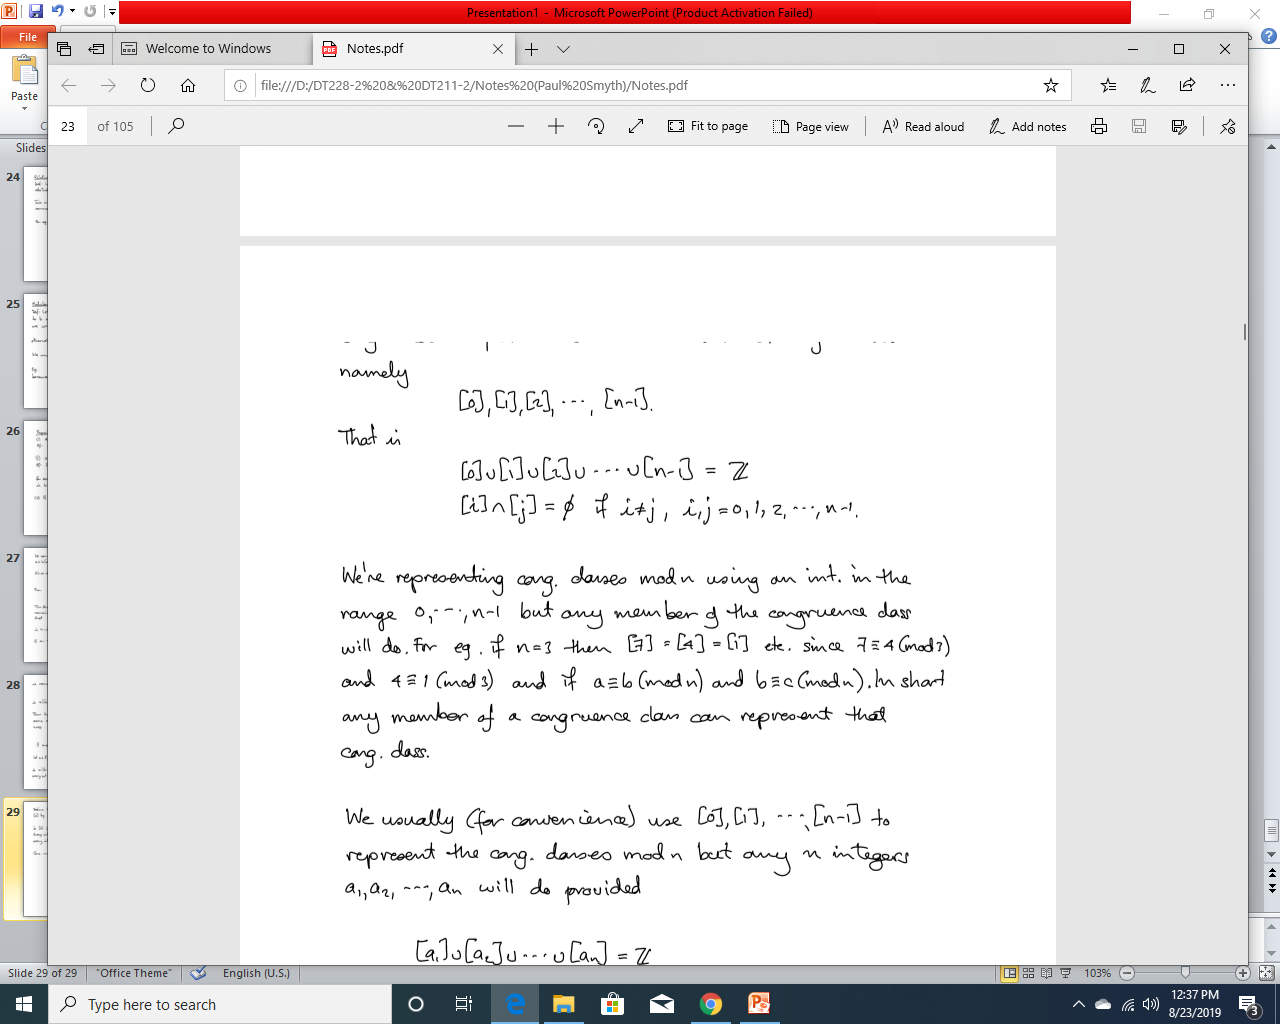 Presentation1 - Microsoft PowerPoint (Product Activation Failed)
File
Welcome to Windows
Notes.pdf
Paste
file:///D:/DT228-2%20&%20DT211-2/Notes%20(Paul%20Smyth)/Notes.pdf
23 of 105
Fit to page
Page view
Read aloud
Add notes
Slides
24
25
26
27
28
29
namely
[0], [1], [2], ..., [n-1].
That is
[0]∪[1]∪[2]∪...∪[n-1] = ℤ
[i]∩[j] = ∅ if i≠j, i,j = 0, 1, 2, ..., n-1.
We're representing cong. classes mod n using an int. in the
range 0, ..., n-1 but any member of the congruence class
will do. For eg. if n=3 then [7] = [4] = [1] etc. since 7≡4 (mod 3)
and 4≡1 (mod 3) and if a≡b (mod n) and b≡c (mod n). In short
any member of a congruence class can represent that
cong. class.
We usually (for convenience) use [0], [1], ..., [n-1] to
represent the cong. classes mod n but any n integers
a1, a2, ..., an will do provided
[a1]∪[a2]∪...∪[an] = ℤ
Slide 29 of 29
"Office Theme"
English (U.S.)
103%
Type here to search
12:37 PM
8/23/2019
3